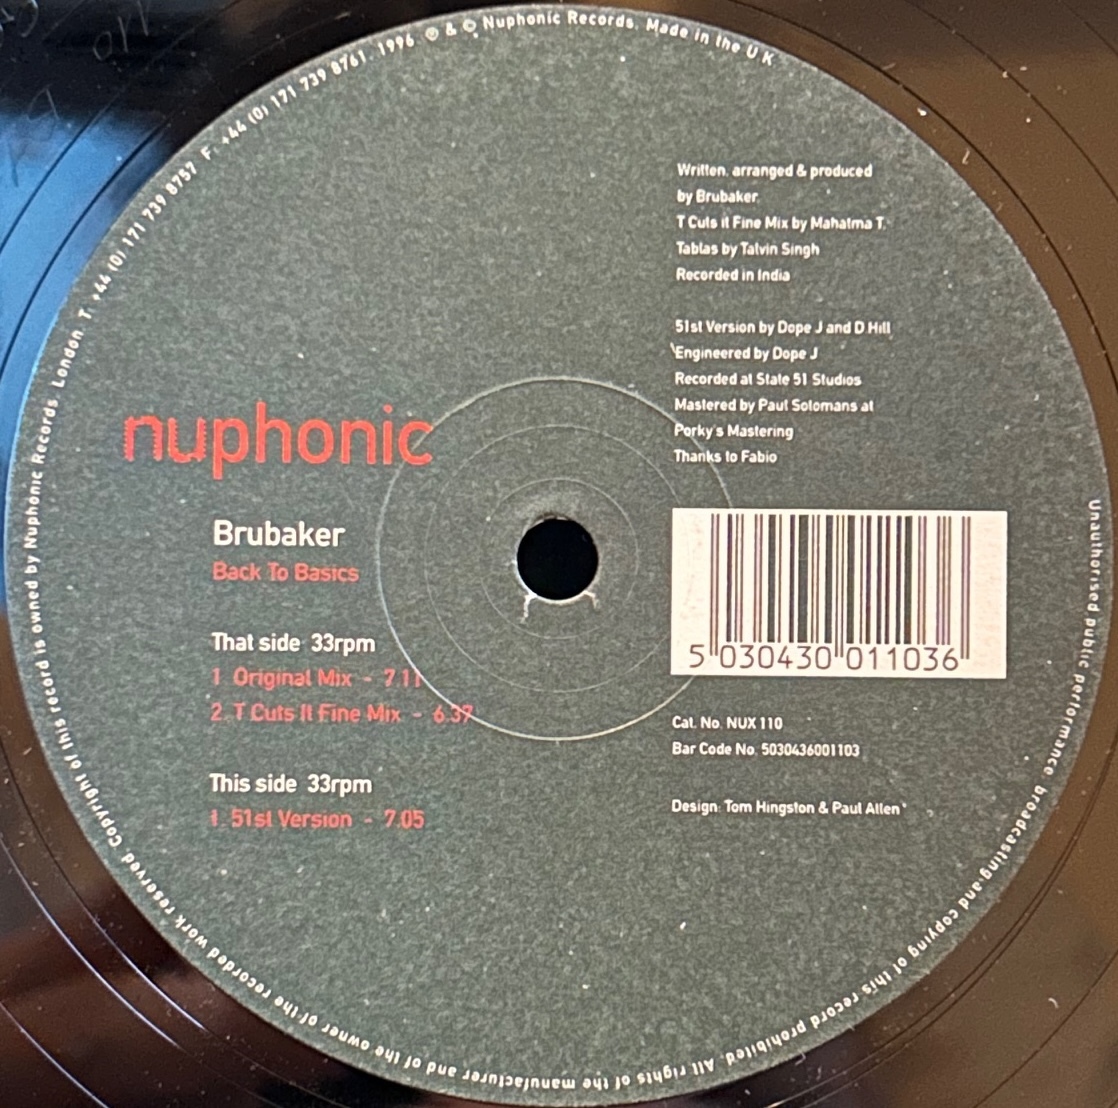 Copyright of this record is owned by Nuphonic Records, London. T. +44 (0) 171 739 8757 F. +44 (0) 171 739 8761. 1996 ℗ & © Nuphonic Records. Made in the U K
Unauthorised public performance, broadcasting and copying of this record prohibited. All rights of the manufacturer and of the owner of the recorded work reserved.
nuphonic
Brubaker
Back To Basics
That side 33rpm
1 Original Mix - 7.11
2. T Cuts It Fine Mix - 6.37
This side 33rpm
1. 51st Version - 7.05
Written, arranged & produced
by Brubaker.
T Cuts it Fine Mix by Mahatma T.
Tablas by Talvin Singh
Recorded in India
51st Version by Dope J and D Hill
Engineered by Dope J
Recorded at State 51 Studios
Mastered by Paul Solomans at
Porky's Mastering
Thanks to Fabio
5 030430 011036
Cat. No. NUX 110
Bar Code No. 5030436001103
Design: Tom Hingston & Paul Allen